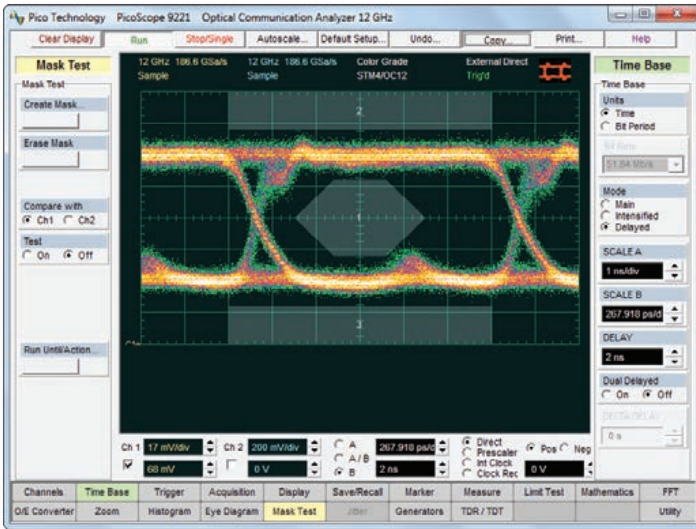 Pico Technology PicoScope 9221 Optical Communication Analyzer 12 GHz
Clear Display Run Stop/Single Autoscale... Default Setup... Undo... Copy... Print... Help
Mask Test
Mask Test
Create Mask...
Erase Mask
Compare with
Ch1 Ch2
Test
On Off
Run Until/Action...
12 GHz 186.6 GSa/s 12 GHz 186.6 GSa/s Color Grade External Direct
Sample Sample STM4/OC12 Trig'd
2
1
3
Time Base
Time Base
Units
Time
Bit Period
Bit Rate
51.84 Mb/s
Mode
Main
Intensified
Delayed
SCALE A
1 ns/div
SCALE B
267.918 ps/d
DELAY
2 ns
Dual Delayed
On Off
DELTA DELAY
0 s
Ch 1 17 mV/div Ch 2 200 mV/div A 267.918 ps/d Direct Pos Neg
Prescaler
A / B
68 mV 0 V B 2 ns Int Clock 0 V
Clock Rec
Channels Time Base Trigger Acquisition Display Save/Recall Marker Measure Limit Test Mathematics FFT
O/E Converter Zoom Histogram Eye Diagram Mask Test Jitter Generators TDR / TDT Utility